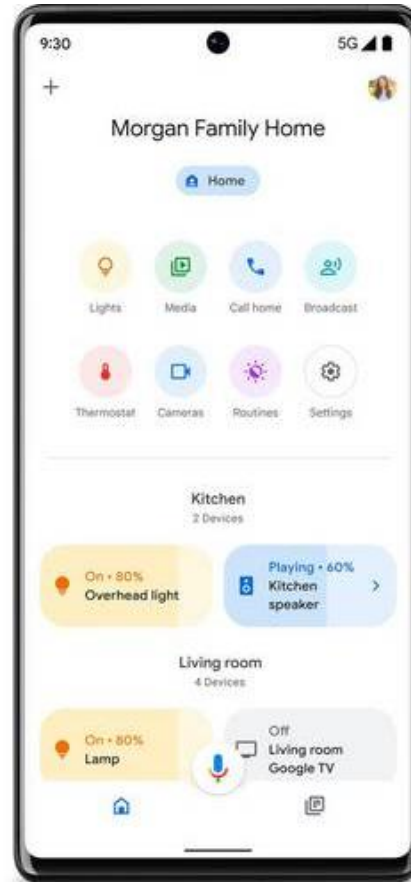 9:30
5G
Morgan Family Home
Home
Lights
Media
Call home
Broadcast
Thermostat
Cameras
Routines
Settings
Kitchen
2 Devices
On • 80%
Overhead light
Playing • 60%
Kitchen
speaker
Living room
4 Devices
On • 80%
Lamp
Off
Living room
Google TV